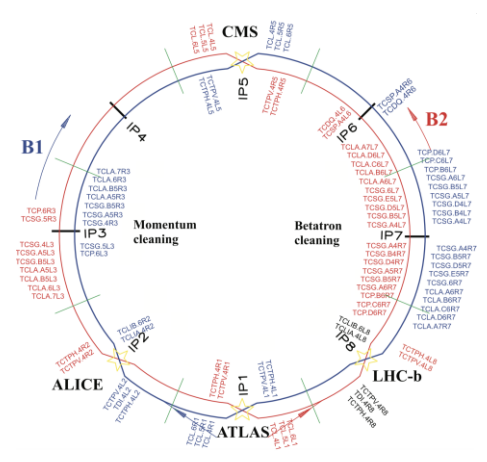 CMS
TCL.6L5
TCL.5L5
TCL.4L5
TCL.4R5
TCL.5R5
TCL.6R5
TCTPV.4L5
TCTPH.4L5
IP5
TCTPV.4R5
TCTPH.4R5
TCSP.A4R6
TCDQ.4R6
TCDQ.4L6
TCSP.A4L6
IP6
IP4
B1
B2
TCP.D6L7
TCP.C6L7
TCP.B6L7
TCSG.A6L7
TCSG.B5L7
TCSG.A5L7
TCSG.D4L7
TCSG.B4L7
TCSG.A4L7
TCLA.A7L7
TCLA.D6L7
TCLA.C6L7
TCLA.B6L7
TCLA.A6L7
TCSG.6L7
TCSG.E5L7
TCSG.D5L7
TCSG.B5L7
TCSG.A4L7
TCLA.7R3
TCLA.6R3
TCLA.B5R3
TCLA.A5R3
TCSG.B5R3
TCSG.A5R3
TCSG.4R3
TCP.6R3
TCSG.5R3
IP3
Momentum
cleaning
Betatron
cleaning
IP7
TCSG.5L3
TCP.6L3
TCSG.4L3
TCSG.A5L3
TCSG.B5L3
TCLA.A5L3
TCLA.B5L3
TCLA.6L3
TCLA.7L3
TCSG.A4R7
TCSG.B4R7
TCSG.D4R7
TCSG.A5R7
TCSG.B5R7
TCSG.A6R7
TCP.B6R7
TCP.C6R7
TCP.D6R7
TCSG.A4R7
TCSG.B5R7
TCSG.D5R7
TCSG.E5R7
TCSG.6R7
TCLA.A6R7
TCLA.B6R7
TCLA.C6R7
TCLA.D6R7
TCLA.A7R7
TCLIB.6R2
TCLIA.4R2
IP2
TCTPH.4R2
TCTPV.4R2
TCLIB.6L8
TCLIA.4L8
IP8
TCTPH.4L8
TCTPV.4L8
LHC-b
ALICE
TCTPV.4L2
TDI.4L2
TCTPH.4L2
TCTPH.4R1
TCTPV.4R1
IP1
TCTPH.4L1
TCTPV.4L1
TCTPV.4R8
TDI.4R8
TCTPH.4R8
TCL.6R1
TCL.5R1
TCL.4R1
TCL.6L1
TCL.5L1
TCL.4L1
ATLAS